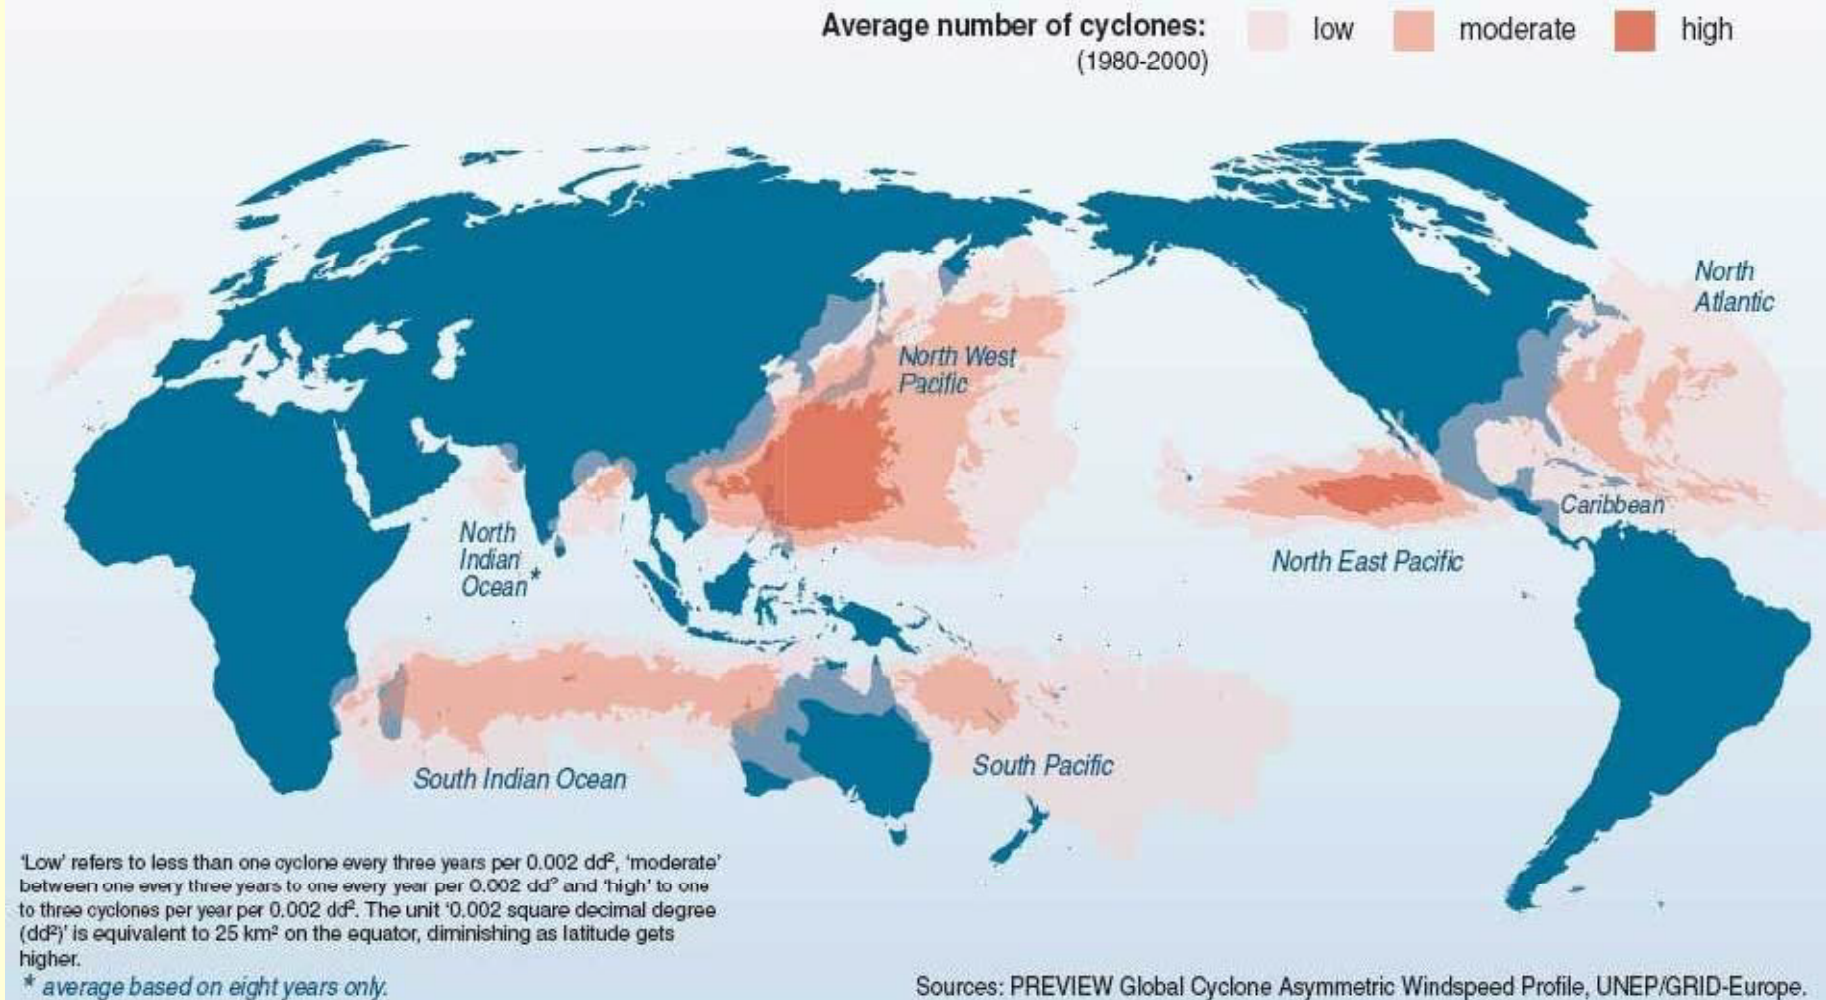 Average number of cyclones:
(1980-2000)
low
moderate
high
North
Atlantic
North West
Pacific
Caribbean
North
Indian
Ocean*
North East Pacific
South Indian Ocean
South Pacific
'Low' refers to less than one cyclone every three years per 0.002 dd², 'moderate'
between one every three years to one every year per 0.002 dd² and 'high' to one
to three cyclones per year per 0.002 dd². The unit '0.002 square decimal degree
(dd²)' is equivalent to 25 km² on the equator, diminishing as latitude gets
higher.
* average based on eight years only.
Sources: PREVIEW Global Cyclone Asymmetric Windspeed Profile, UNEP/GRID-Europe.